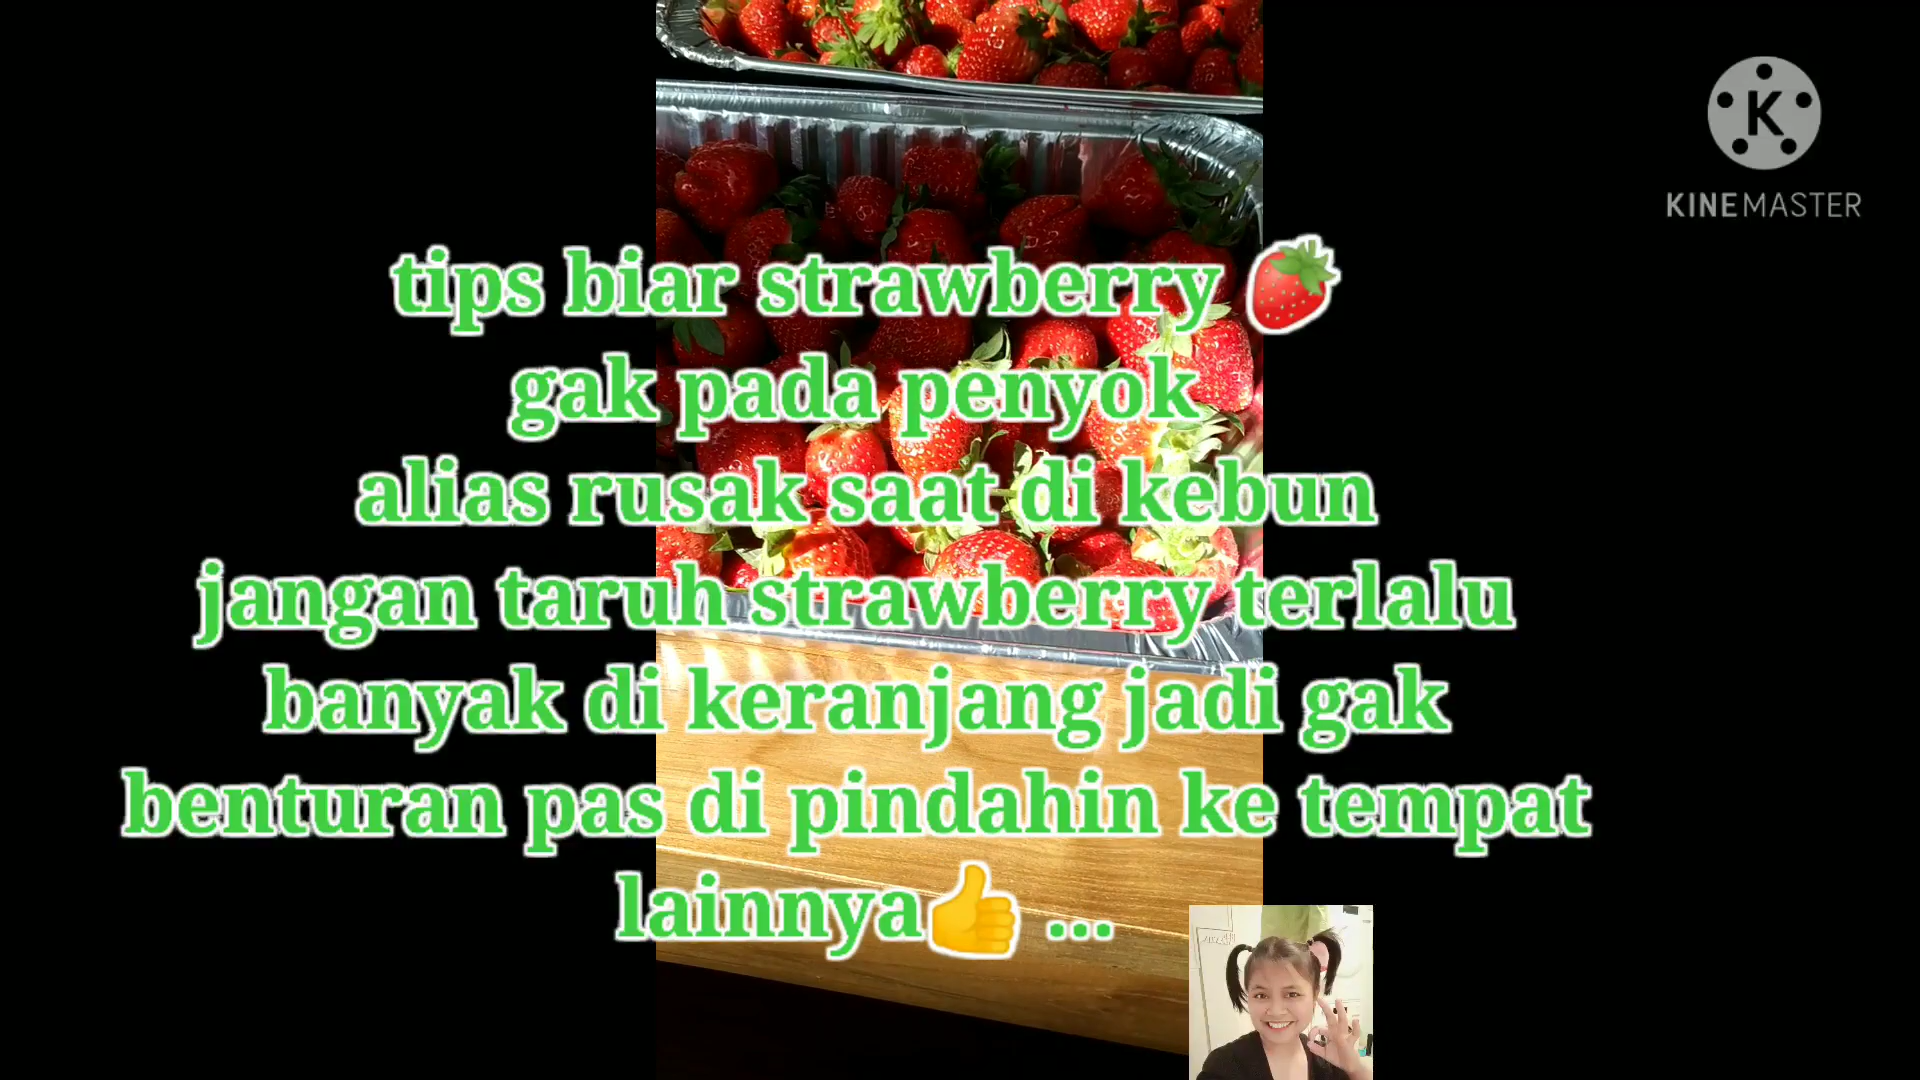 KINEMASTER
tips biar strawberry 🍓
gak pada penyok
alias rusak saat di kebun
jangan taruh strawberry terlalu
banyak di keranjang jadi gak
benturan pas di pindahin ke tempat
lainnya👍 ...